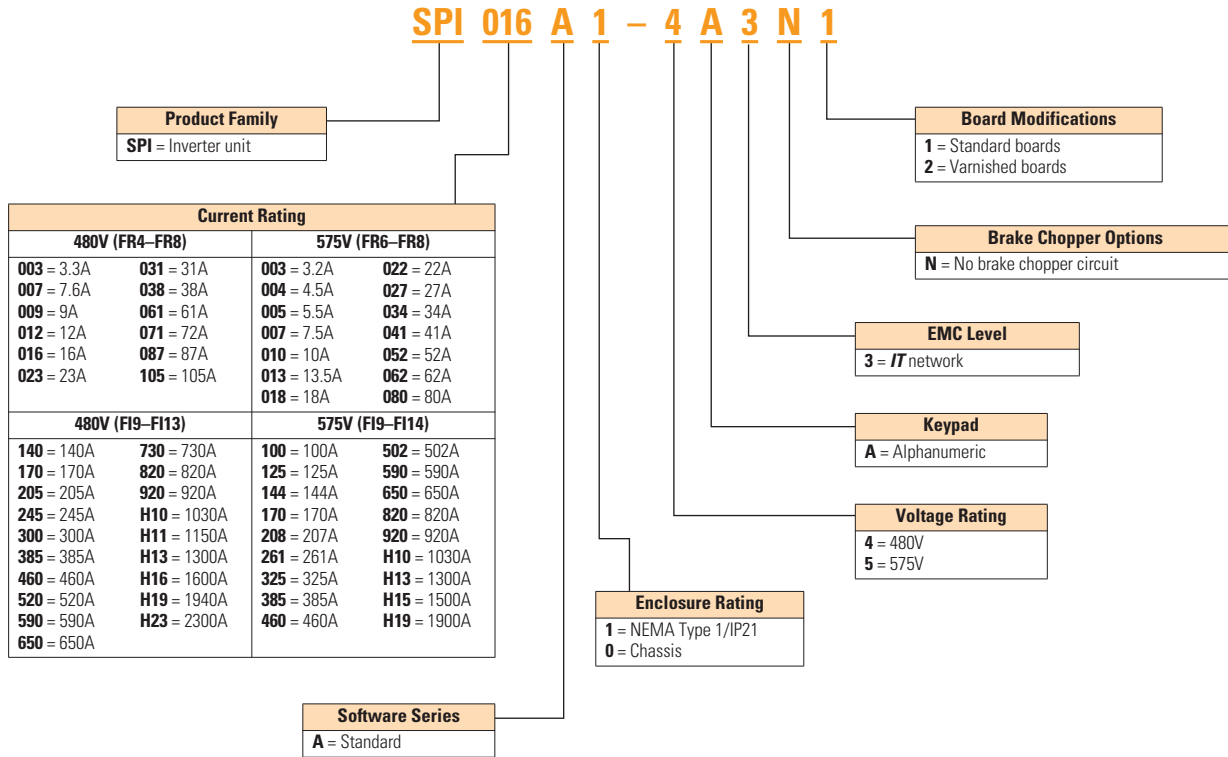 SPI 016 A 1 – 4 A 3 N 1
Product Family
SPI = Inverter unit
Current Rating
480V (FR4–FR8) 575V (FR6–FR8)
003 = 3.3A 031 = 31A 003 = 3.2A 022 = 22A
007 = 7.6A 038 = 38A 004 = 4.5A 027 = 27A
009 = 9A 061 = 61A 005 = 5.5A 034 = 34A
012 = 12A 071 = 72A 007 = 7.5A 041 = 41A
016 = 16A 087 = 87A 010 = 10A 052 = 52A
023 = 23A 105 = 105A 013 = 13.5A 062 = 62A
018 = 18A 080 = 80A
480V (FI9–FI13) 575V (FI9–FI14)
140 = 140A 730 = 730A 100 = 100A 502 = 502A
170 = 170A 820 = 820A 125 = 125A 590 = 590A
205 = 205A 920 = 920A 144 = 144A 650 = 650A
245 = 245A H10 = 1030A 170 = 170A 820 = 820A
300 = 300A H11 = 1150A 208 = 207A 920 = 920A
385 = 385A H13 = 1300A 261 = 261A H10 = 1030A
460 = 460A H16 = 1600A 325 = 325A H13 = 1300A
520 = 520A H19 = 1940A 385 = 385A H15 = 1500A
590 = 590A H23 = 2300A 460 = 460A H19 = 1900A
650 = 650A
Software Series
A = Standard
Enclosure Rating
1 = NEMA Type 1/IP21
0 = Chassis
Voltage Rating
4 = 480V
5 = 575V
Keypad
A = Alphanumeric
EMC Level
3 = IT network
Brake Chopper Options
N = No brake chopper circuit
Board Modifications
1 = Standard boards
2 = Varnished boards